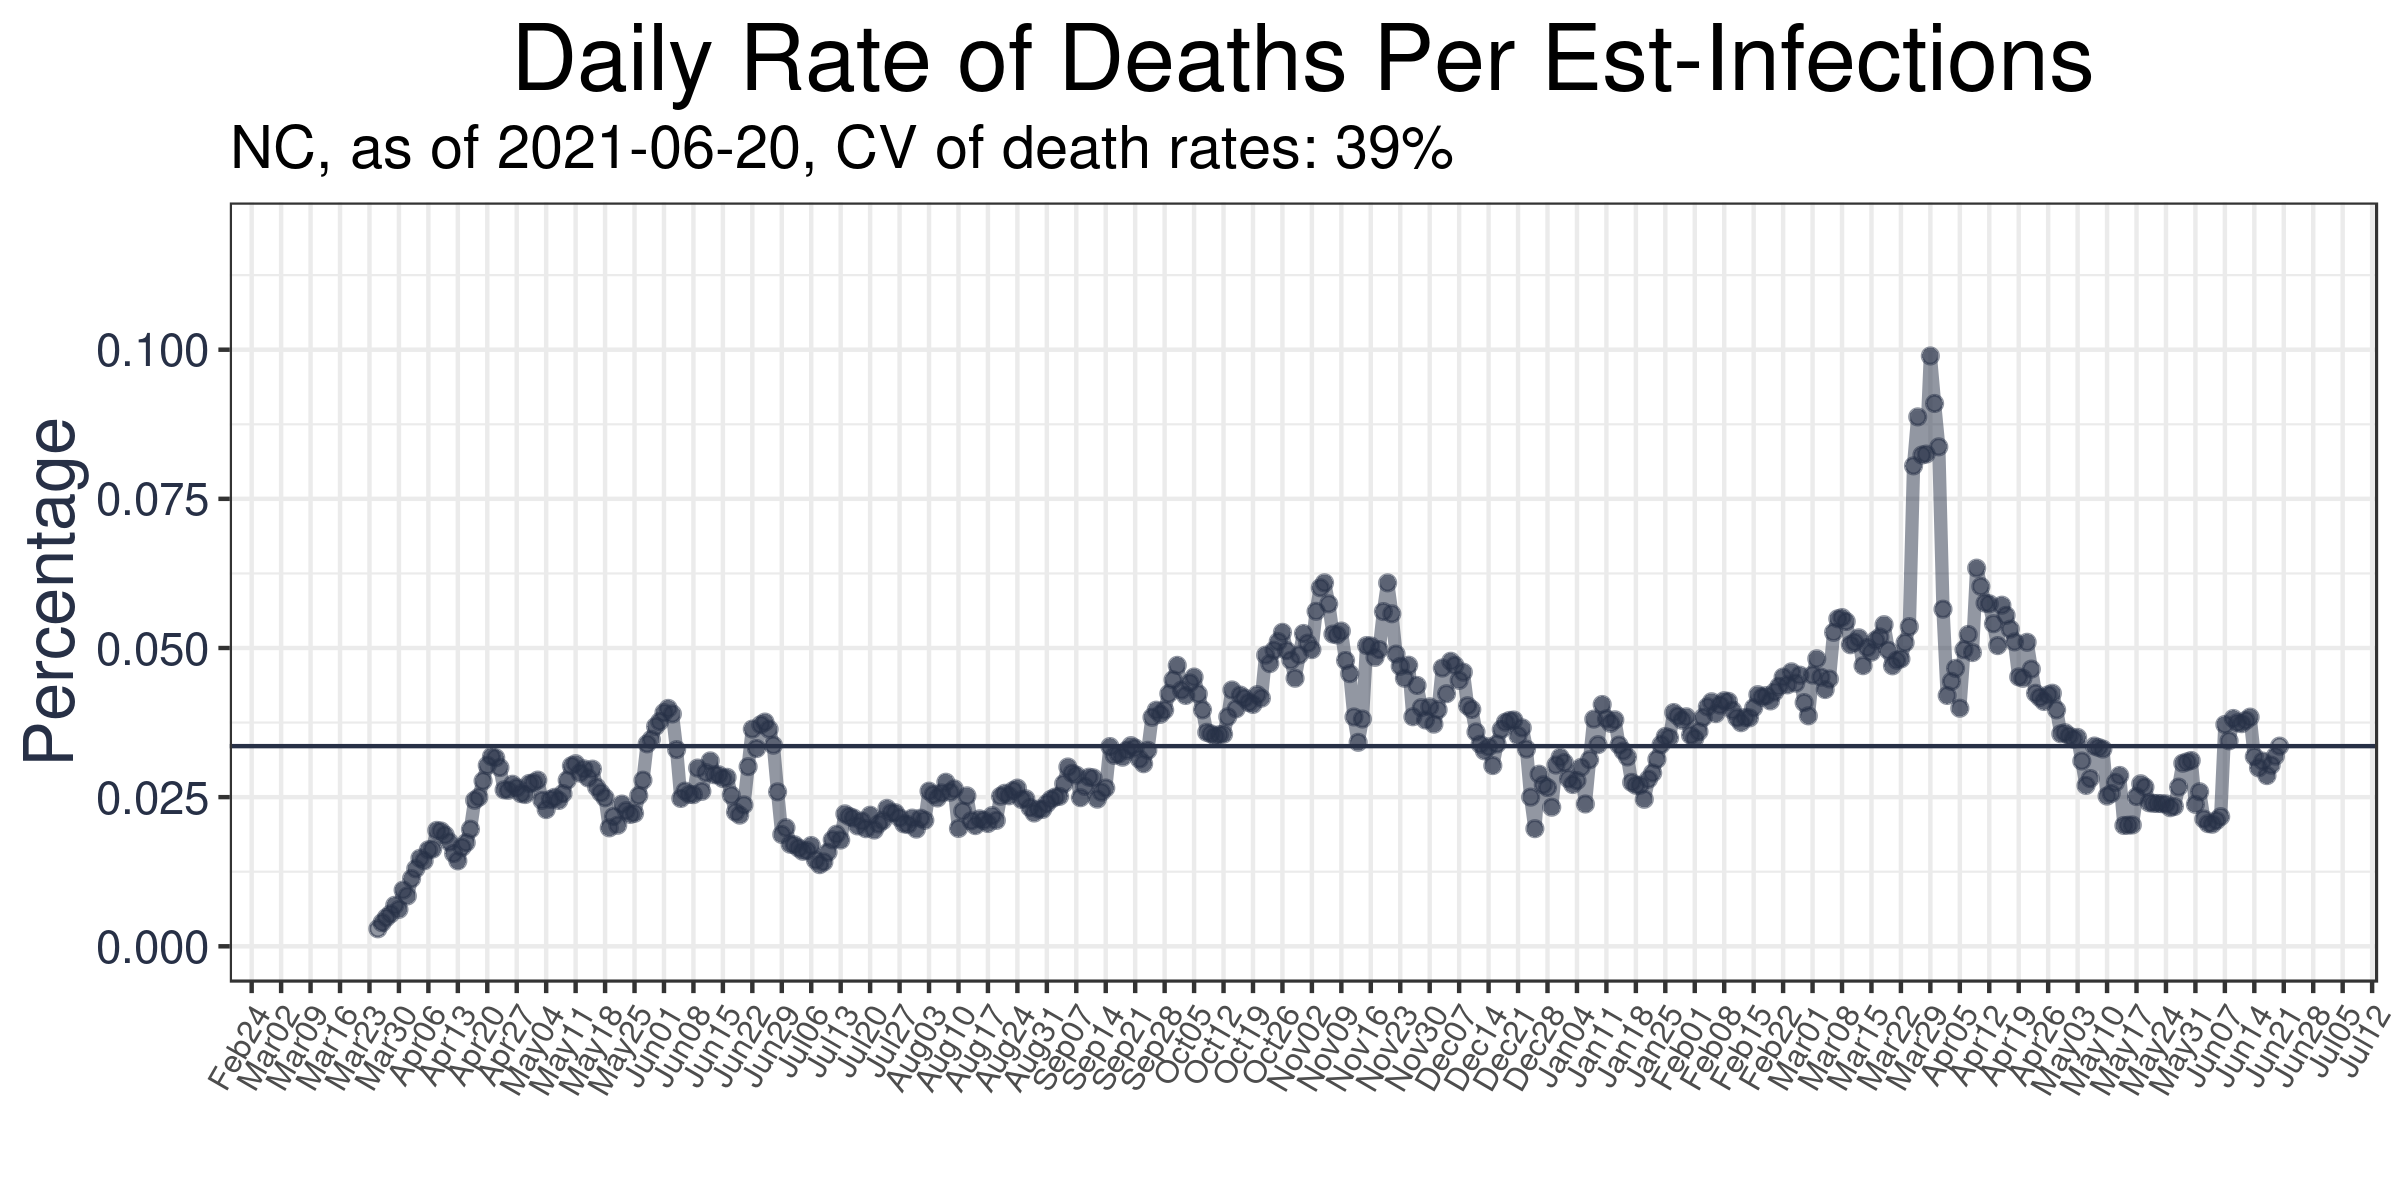 Daily Rate of Deaths Per Est-Infections
NC, as of 2021-06-20, CV of death rates: 39%
Percentage
0.100
0.075
0.050
0.025
0.000
Feb24
Mar02
Mar09
Mar16
Mar23
Mar30
Apr06
Apr13
Apr20
Apr27
May04
May11
May18
May25
Jun01
Jun08
Jun15
Jun22
Jun29
Jul06
Jul13
Jul20
Jul27
Aug03
Aug10
Aug17
Aug24
Aug31
Sep07
Sep14
Sep21
Sep28
Oct05
Oct12
Oct19
Oct26
Nov02
Nov09
Nov16
Nov23
Nov30
Dec07
Dec14
Dec21
Dec28
Jan04
Jan11
Jan18
Jan25
Feb01
Feb08
Feb15
Feb22
Mar01
Mar08
Mar15
Mar22
Mar29
Apr05
Apr12
Apr19
Apr26
May03
May10
May17
May24
May31
Jun07
Jun14
Jun21
Jun28
Jul05
Jul12